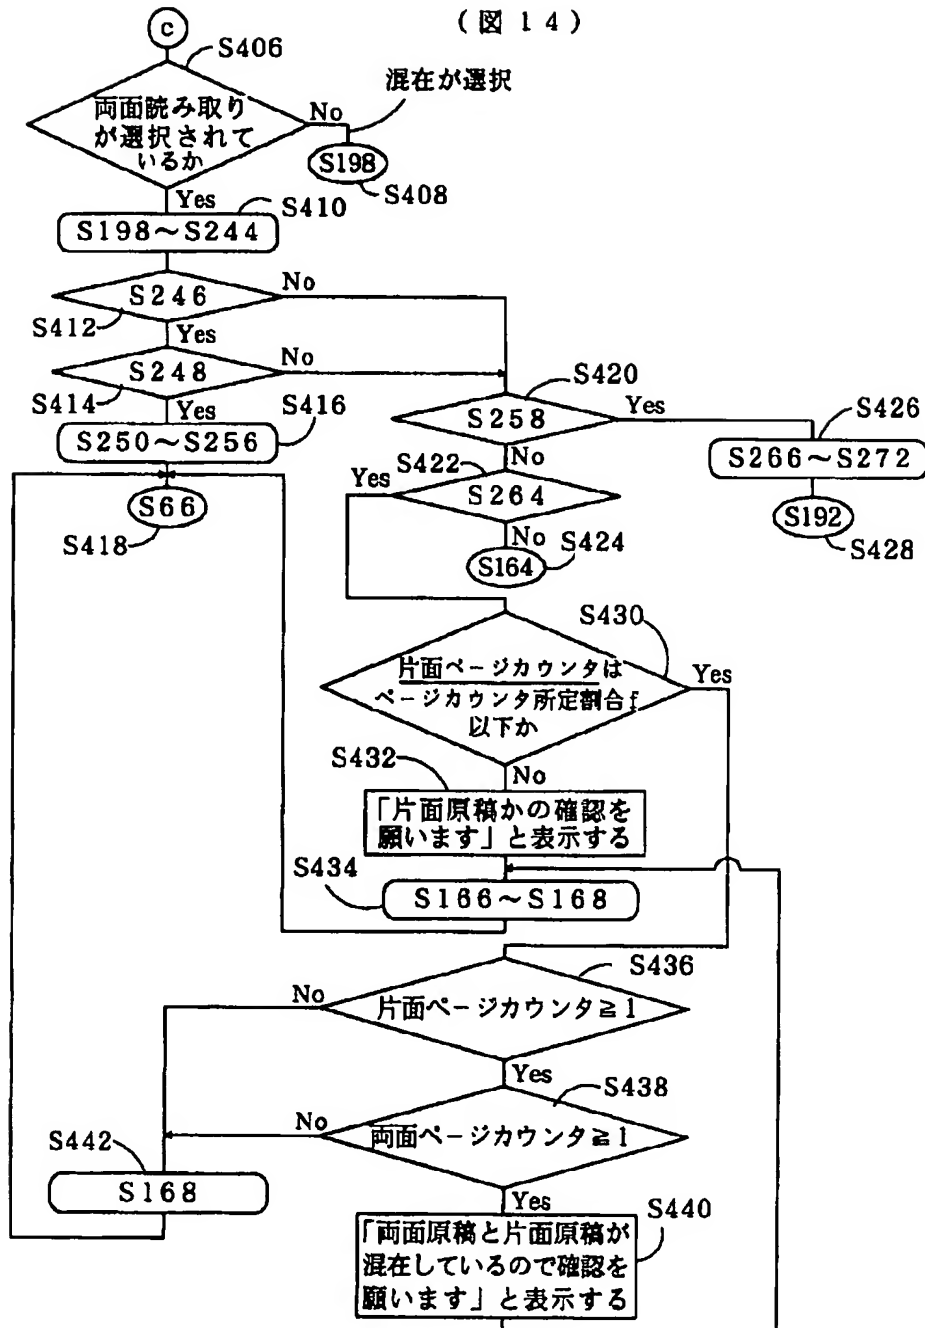 (図14)
c
S406
混在が選択
両面読み取り
が選択されて
いるか
No
S198
S408
Yes
S410
S198～S244
S246
No
S412
Yes
S248
No
S414
Yes
S416
S250～S256
S66
S418
S420
S258
Yes
S426
S266～S272
S192
S428
No
S422
Yes
S264
No
S424
S164
S430
片面ページカウンタは
ページカウンタ所定割合f
以下か
Yes
S432
No
「片面原稿かの確認を
願います」と表示する
S434
S166～S168
S436
No
片面ページカウンタ≧1
Yes
S438
No
両面ページカウンタ≧1
S442
S168
Yes
S440
「両面原稿と片面原稿が
混在しているので確認を
願います」と表示する